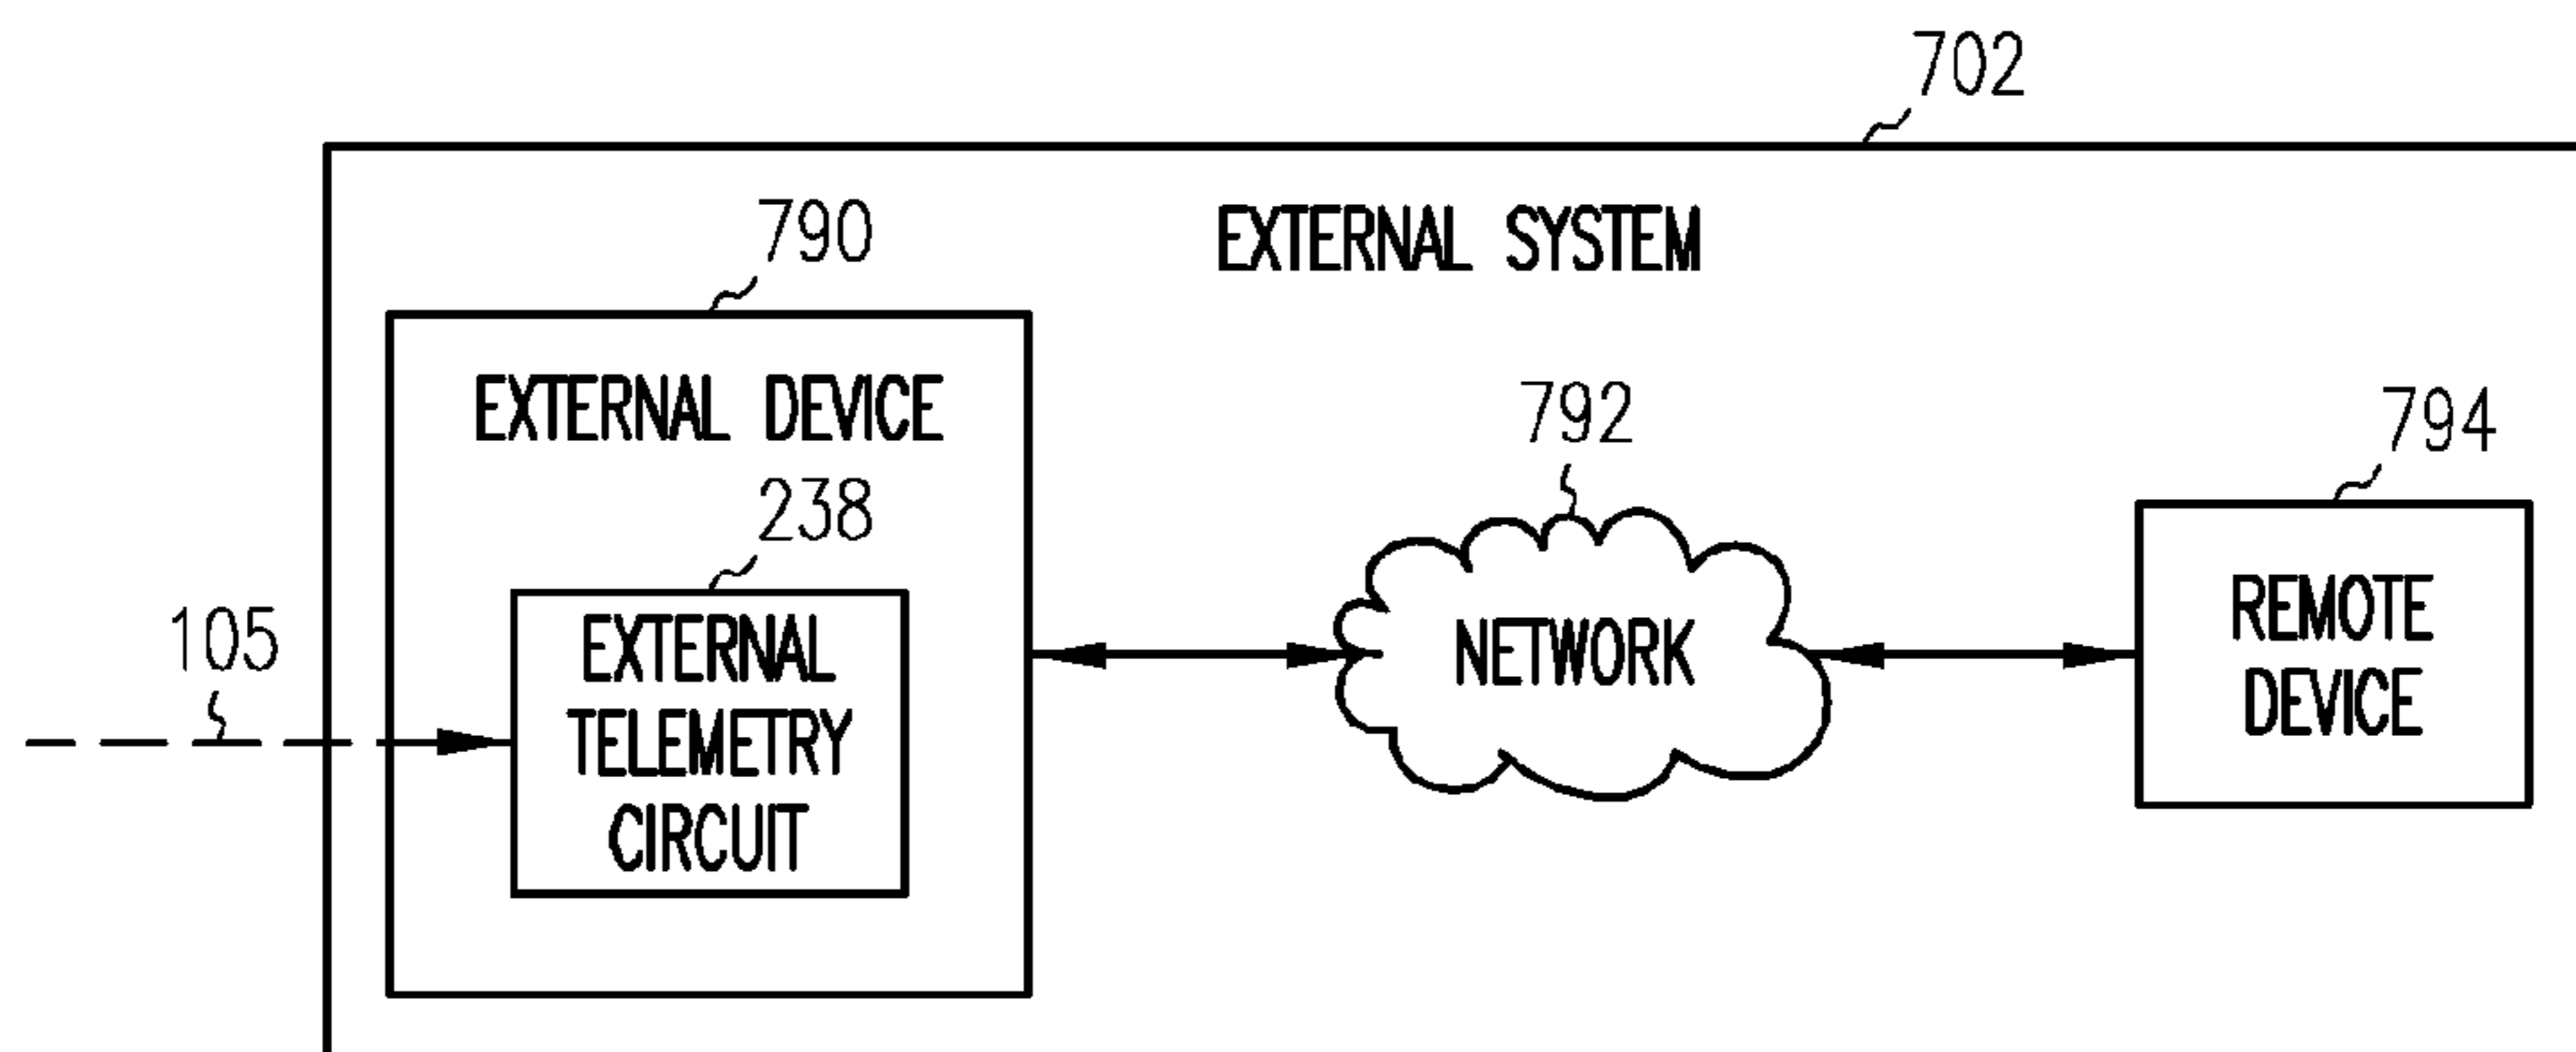 702
EXTERNAL SYSTEM
790
EXTERNAL DEVICE
238
EXTERNAL
TELEMETRY
CIRCUIT
105
792
NETWORK
794
REMOTE
DEVICE